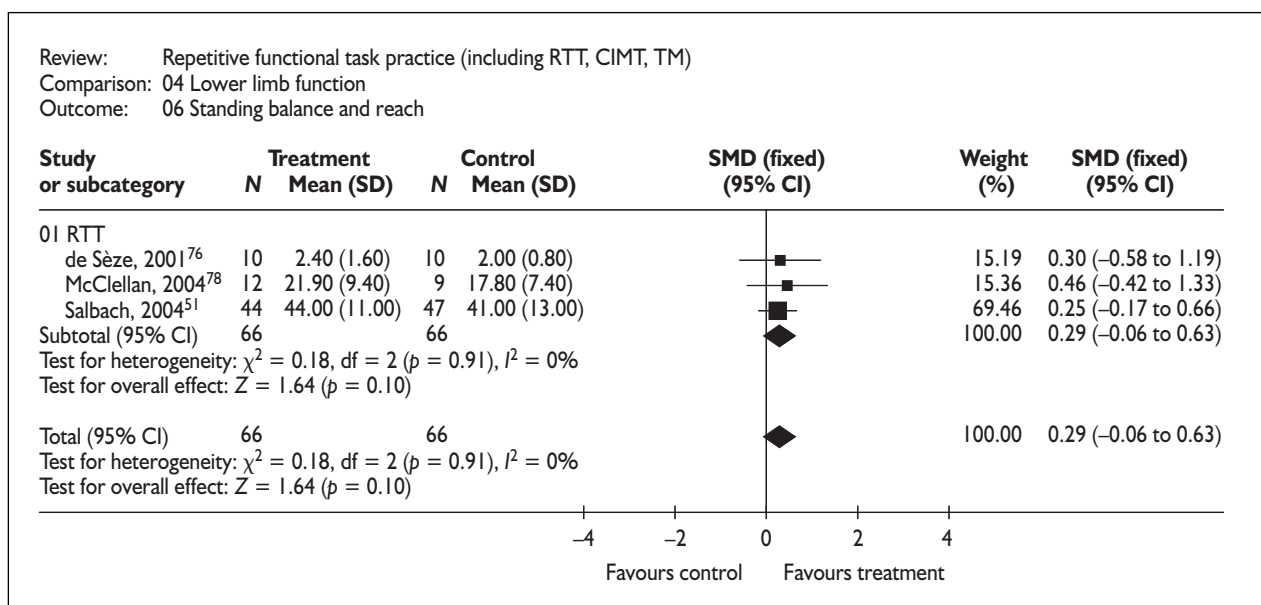 Review: Repetitive functional task practice (including RTT, CIMT, TM)
Comparison: 04 Lower limb function
Outcome: 06 Standing balance and reach
Study Treatment Control SMD (fixed) Weight SMD (fixed)
or subcategory N Mean (SD) N Mean (SD) (95% CI) (%) (95% CI)
01 RTT
de Sèze, 2001⁷⁶ 10 2.40 (1.60) 10 2.00 (0.80) 15.19 0.30 (–0.58 to 1.19)
McClellan, 2004⁷⁸ 12 21.90 (9.40) 9 17.80 (7.40) 15.36 0.46 (–0.42 to 1.33)
Salbach, 2004⁵¹ 44 44.00 (11.00) 47 41.00 (13.00) 69.46 0.25 (–0.17 to 0.66)
Subtotal (95% CI) 66 66 100.00 0.29 (–0.06 to 0.63)
Test for heterogeneity: χ² = 0.18, df = 2 (p = 0.91), I² = 0%
Test for overall effect: Z = 1.64 (p = 0.10)
Total (95% CI) 66 66 100.00 0.29 (–0.06 to 0.63)
Test for heterogeneity: χ² = 0.18, df = 2 (p = 0.91), I² = 0%
Test for overall effect: Z = 1.64 (p = 0.10)
–4 –2 0 2 4
Favours control Favours treatment